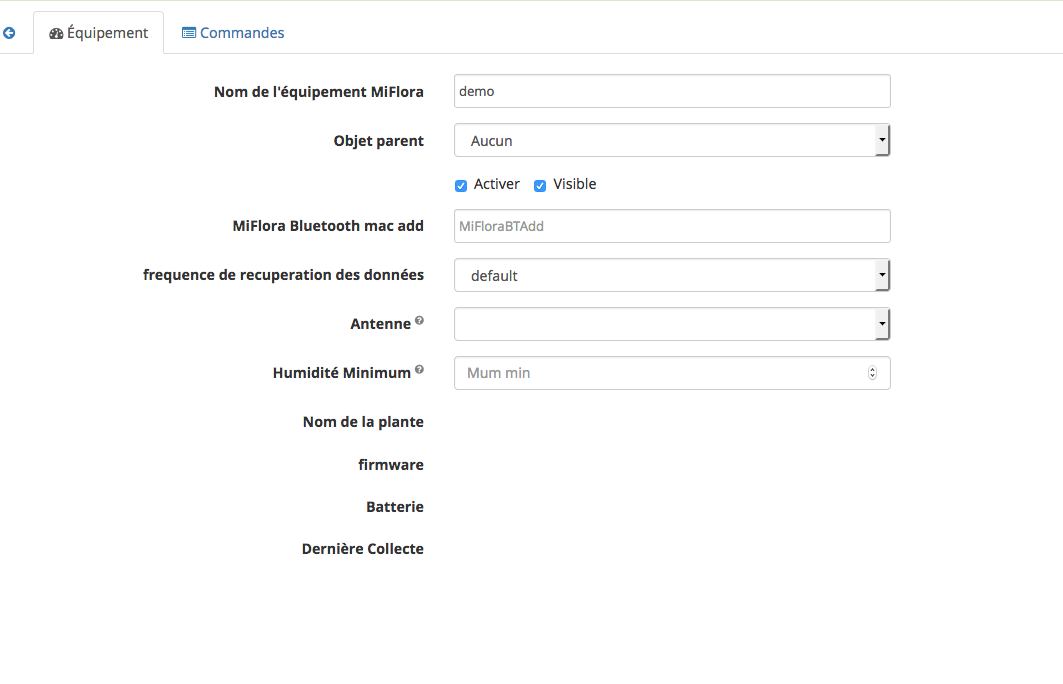 Équipement Commandes
Nom de l'équipement MiFlora demo
Objet parent Aucun
Activer Visible
MiFlora Bluetooth mac add MiFloraBTAdd
frequence de recuperation des données default
Antenne ?
Humidité Minimum ? Mum min
Nom de la plante
firmware
Batterie
Dernière Collecte